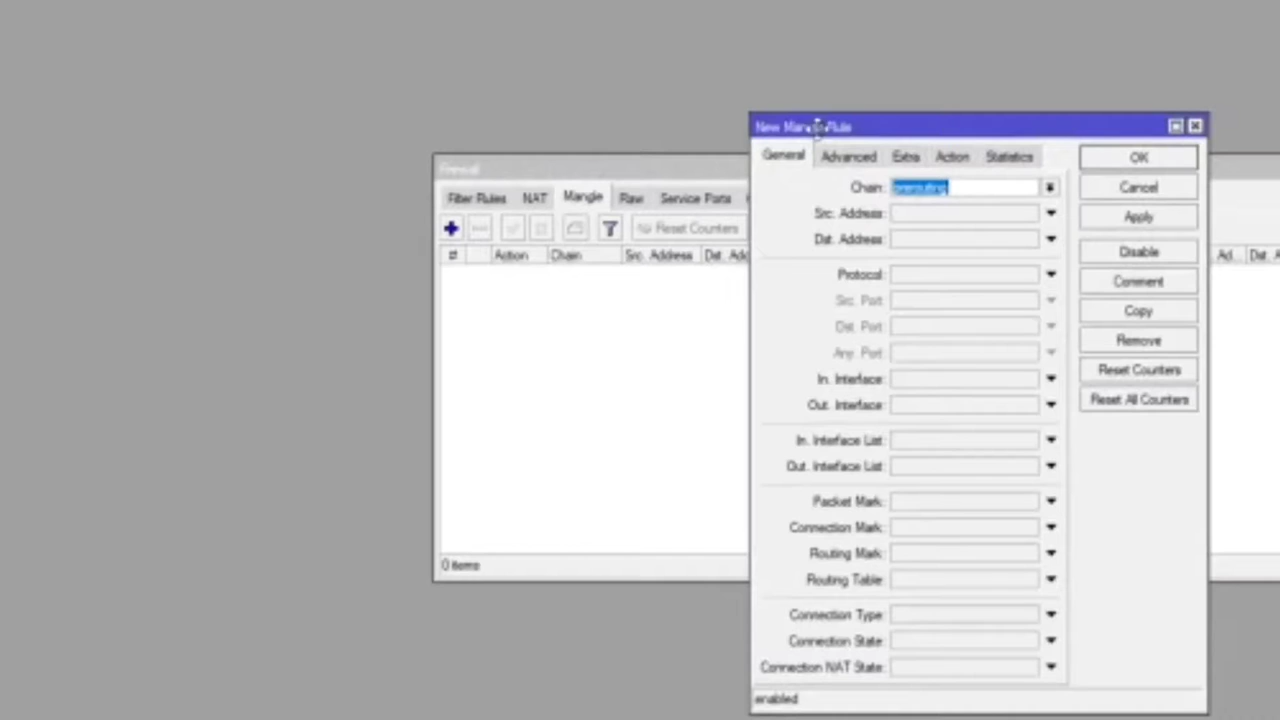 New Mangle Rule
General Advanced Extra Action Statistics
Chain: prerouting
Src. Address:
Dst. Address:
Protocol:
Src. Port:
Dst. Port:
Any. Port:
In. Interface:
Out. Interface:
In. Interface List:
Out. Interface List:
Packet Mark:
Connection Mark:
Routing Mark:
Routing Table:
Connection Type:
Connection State:
Connection NAT State:
enabled
OK
Cancel
Apply
Disable
Comment
Copy
Remove
Reset Counters
Reset All Counters
Firewall
Filter Rules NAT Mangle Raw Service Ports
Reset Counters
Action Chain Src. Address Dst. Add
Ad... Dst. A
0 items